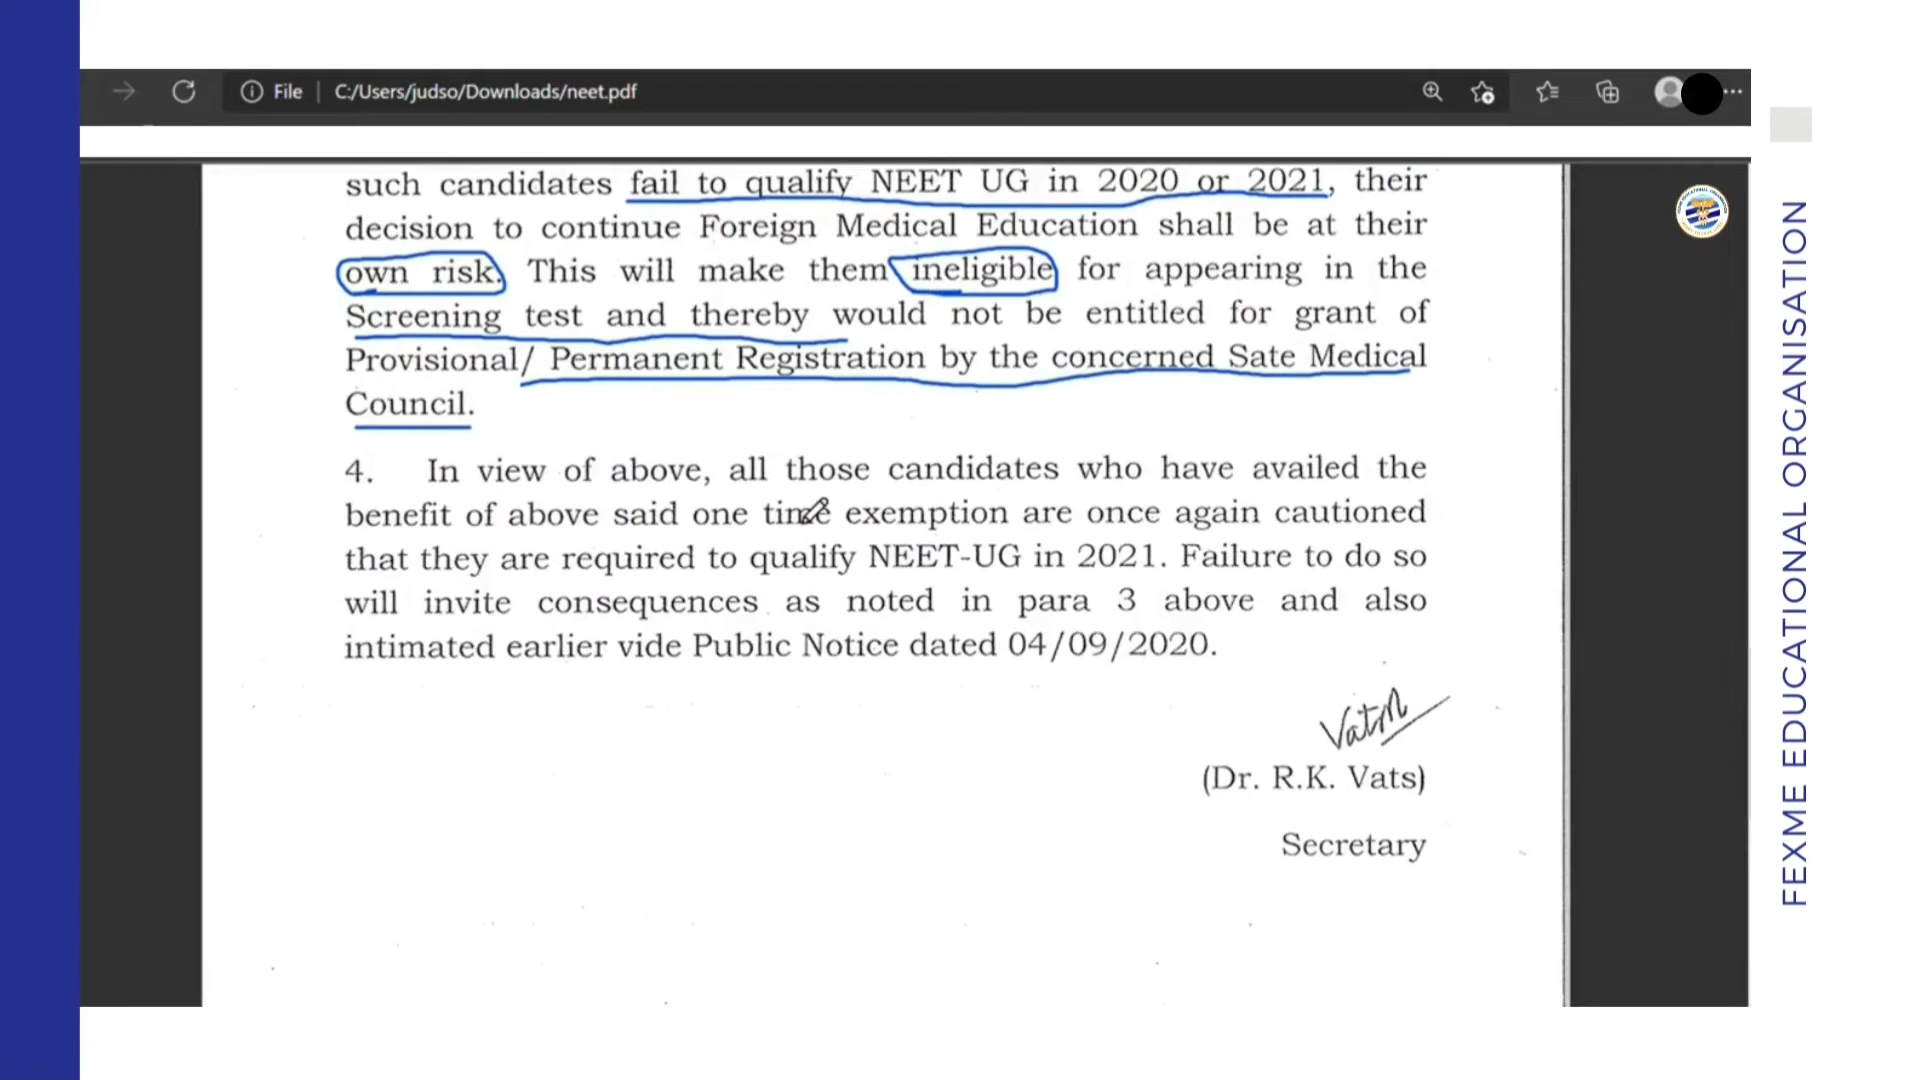 File C:/Users/judso/Downloads/neet.pdf
such candidates fail to qualify NEET UG in 2020 or 2021, their
decision to continue Foreign Medical Education shall be at their
own risk. This will make them ineligible for appearing in the
Screening test and thereby would not be entitled for grant of
Provisional/ Permanent Registration by the concerned Sate Medical
Council.
4. In view of above, all those candidates who have availed the
benefit of above said one time exemption are once again cautioned
that they are required to qualify NEET-UG in 2021. Failure to do so
will invite consequences as noted in para 3 above and also
intimated earlier vide Public Notice dated 04/09/2020.
(Dr. R.K. Vats)
Secretary
FEXME EDUCATIONAL ORGANISATION